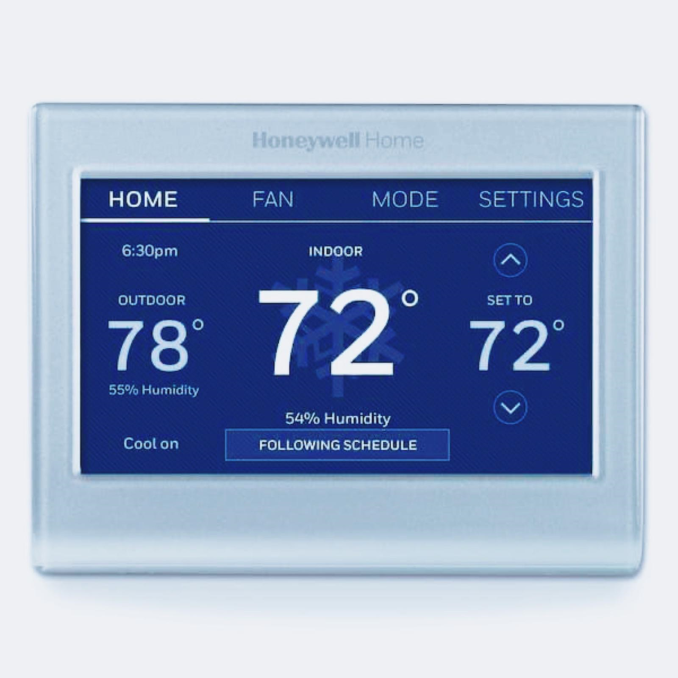 Honeywell Home
HOME FAN MODE SETTINGS
6:30pm
INDOOR
OUTDOOR
SET TO
78° 72° 72°
55% Humidity
54% Humidity
Cool on
FOLLOWING SCHEDULE